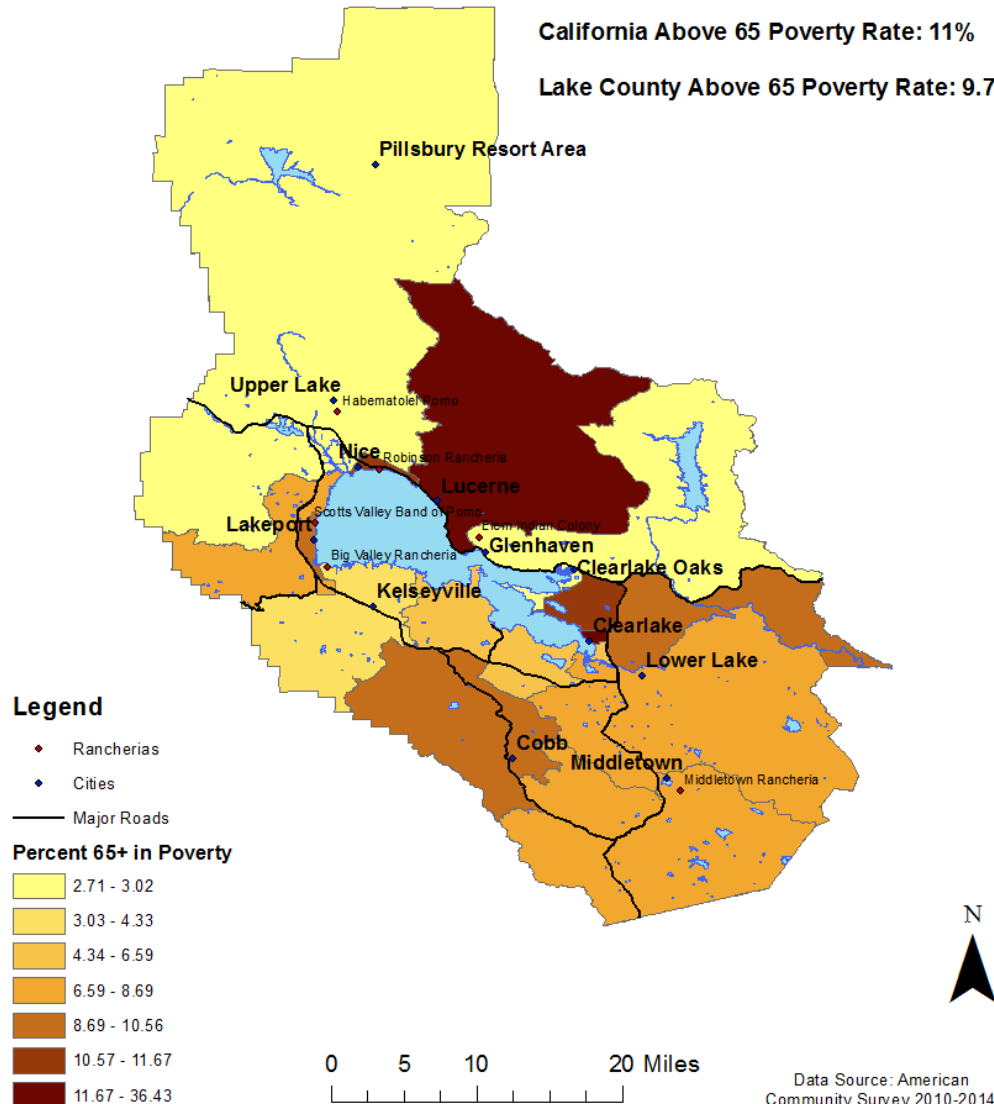 California Above 65 Poverty Rate: 11%
Lake County Above 65 Poverty Rate: 9.7
Pillsbury Resort Area
Upper Lake
Habematolel Pomo
Nice
Robinson Rancheria
Lucerne
Scotts Valley Band of Pomo
Elem Indian Colony
Lakeport
Glenhaven
Big Valley Rancheria
Clearlake Oaks
Kelseyville
Clearlake
Lower Lake
Cobb
Middletown
Middletown Rancheria
Legend
Rancherias
Cities
Major Roads
Percent 65+ in Poverty
2.71 - 3.02
3.03 - 4.33
4.34 - 6.59
6.59 - 8.69
8.69 - 10.56
10.57 - 11.67
11.67 - 36.43
N
0 5 10 20 Miles
Data Source: American
Community Survey 2010-2014